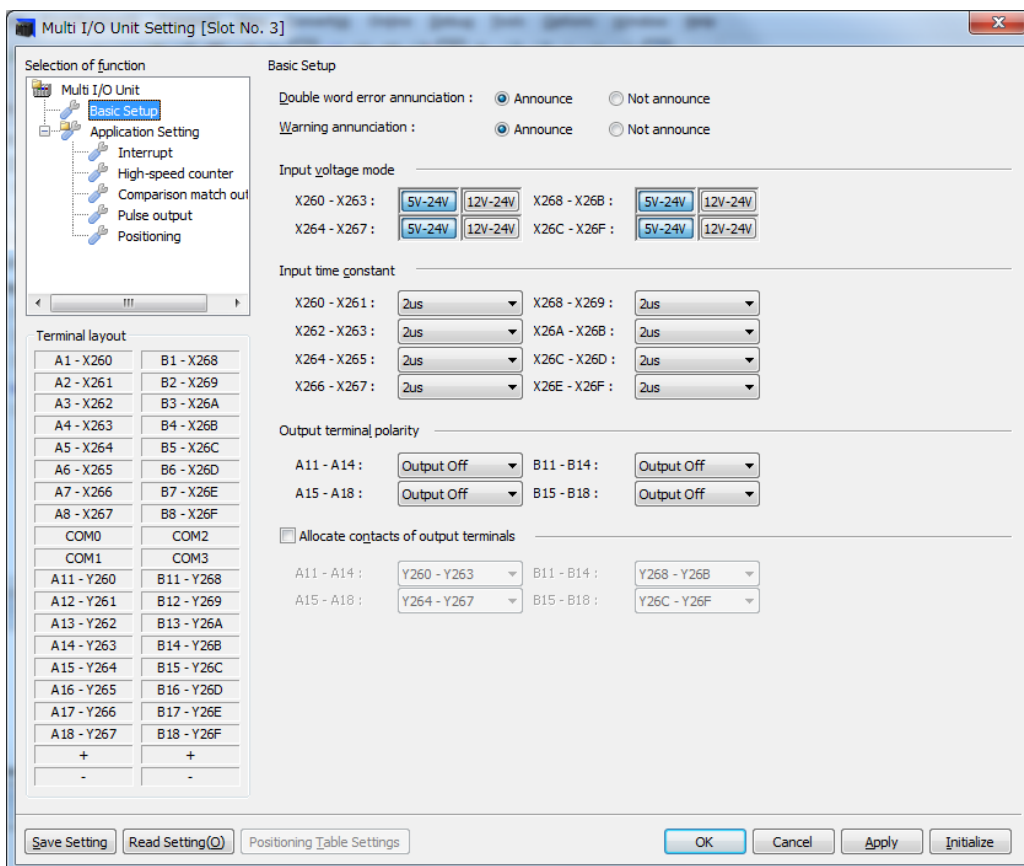 Multi I/O Unit Setting [Slot No. 3]
Selection of function
Multi I/O Unit
Basic Setup
Application Setting
Interrupt
High-speed counter
Comparison match out
Pulse output
Positioning
Terminal layout
A1 - X260 B1 - X268
A2 - X261 B2 - X269
A3 - X262 B3 - X26A
A4 - X263 B4 - X26B
A5 - X264 B5 - X26C
A6 - X265 B6 - X26D
A7 - X266 B7 - X26E
A8 - X267 B8 - X26F
COM0 COM2
COM1 COM3
A11 - Y260 B11 - Y268
A12 - Y261 B12 - Y269
A13 - Y262 B13 - Y26A
A14 - Y263 B14 - Y26B
A15 - Y264 B15 - Y26C
A16 - Y265 B16 - Y26D
A17 - Y266 B17 - Y26E
A18 - Y267 B18 - Y26F
+ +
- -
Basic Setup
Double word error annunciation : Announce Not announce
Warning annunciation : Announce Not announce
Input voltage mode
X260 - X263 : 5V-24V 12V-24V X268 - X26B : 5V-24V 12V-24V
X264 - X267 : 5V-24V 12V-24V X26C - X26F : 5V-24V 12V-24V
Input time constant
X260 - X261 : 2us X268 - X269 : 2us
X262 - X263 : 2us X26A - X26B : 2us
X264 - X265 : 2us X26C - X26D : 2us
X266 - X267 : 2us X26E - X26F : 2us
Output terminal polarity
A11 - A14 : Output Off B11 - B14 : Output Off
A15 - A18 : Output Off B15 - B18 : Output Off
Allocate contacts of output terminals
A11 - A14 : Y260 - Y263 B11 - B14 : Y268 - Y26B
A15 - A18 : Y264 - Y267 B15 - B18 : Y26C - Y26F
Save Setting Read Setting(O) Positioning Table Settings OK Cancel Apply Initialize